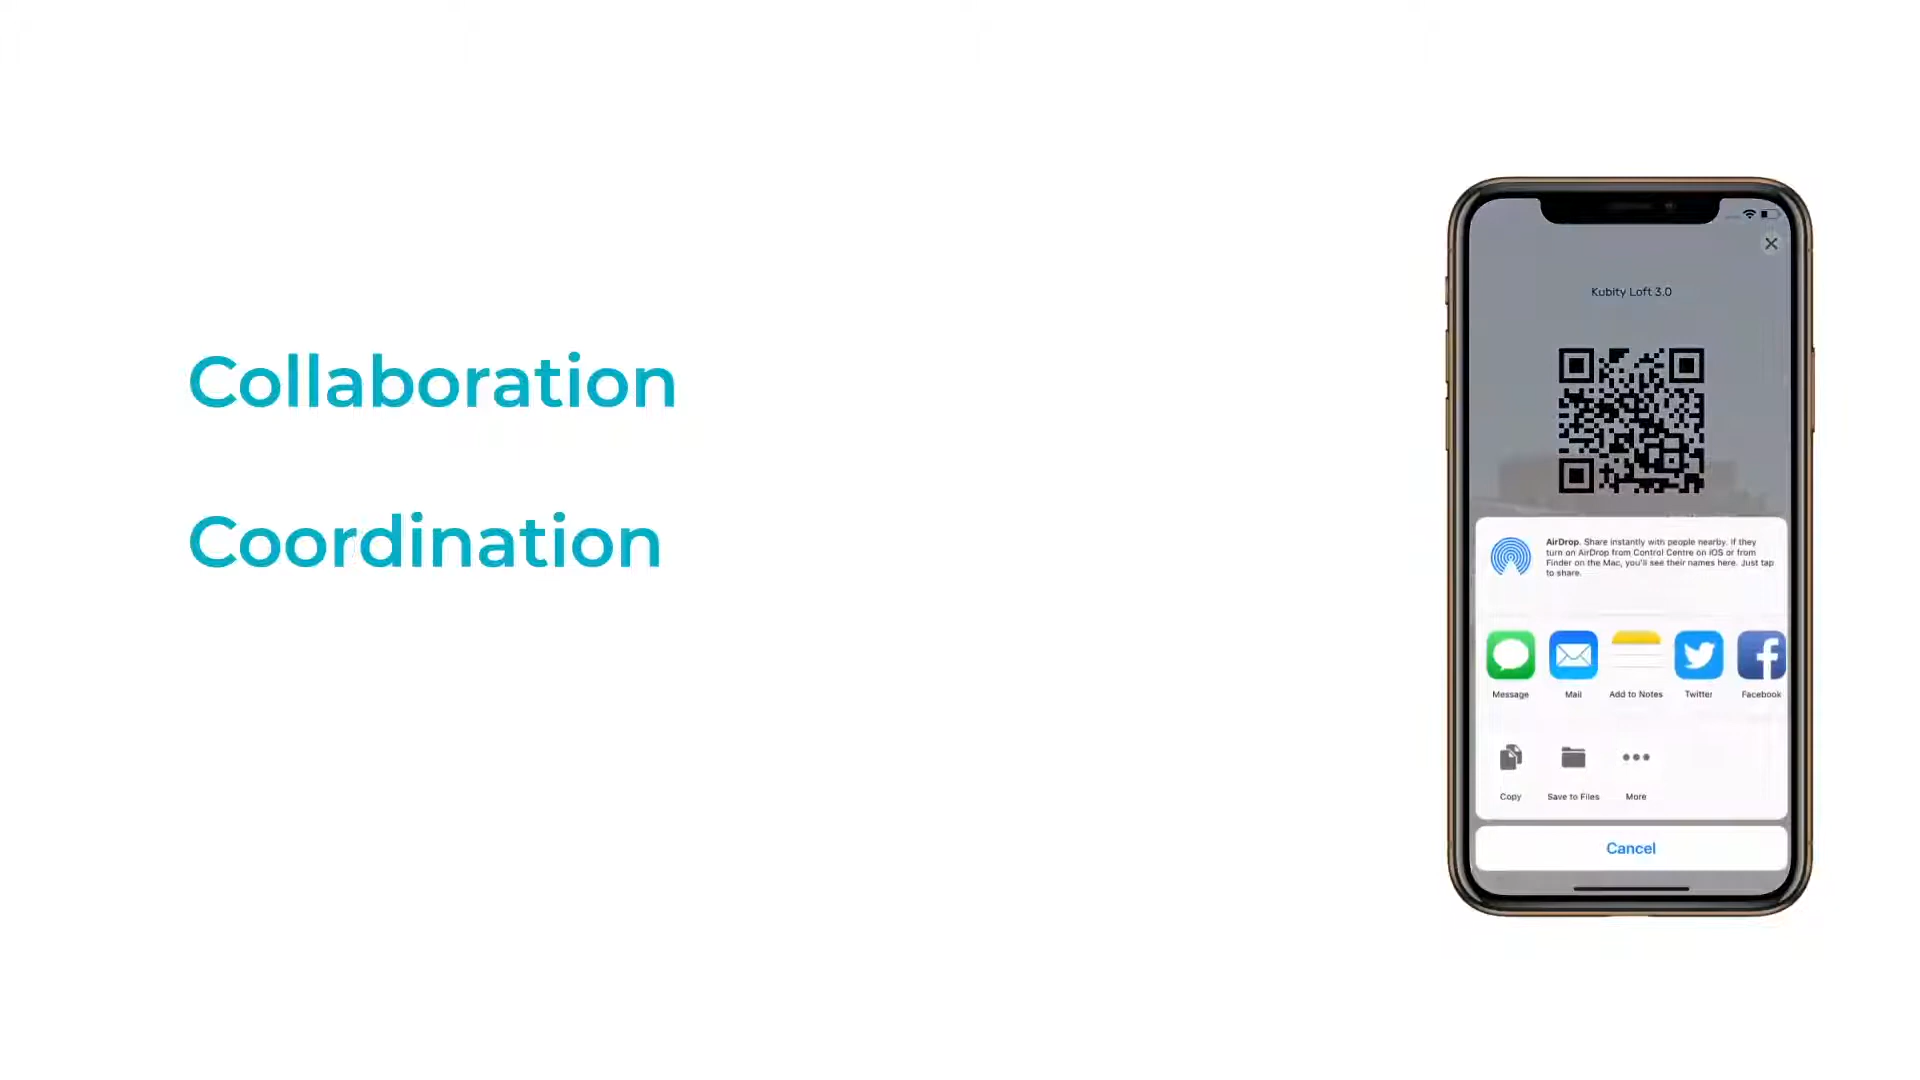 Collaboration
Coordination
Kubity Loft 3.0
AirDrop. Share instantly with people nearby. If they
turn on AirDrop from Control Centre on iOS or from
Finder on the Mac, you'll see their names here. Just tap
to share.
Message Mail Add to Notes Twitter Facebook
Copy Save to Files More
Cancel